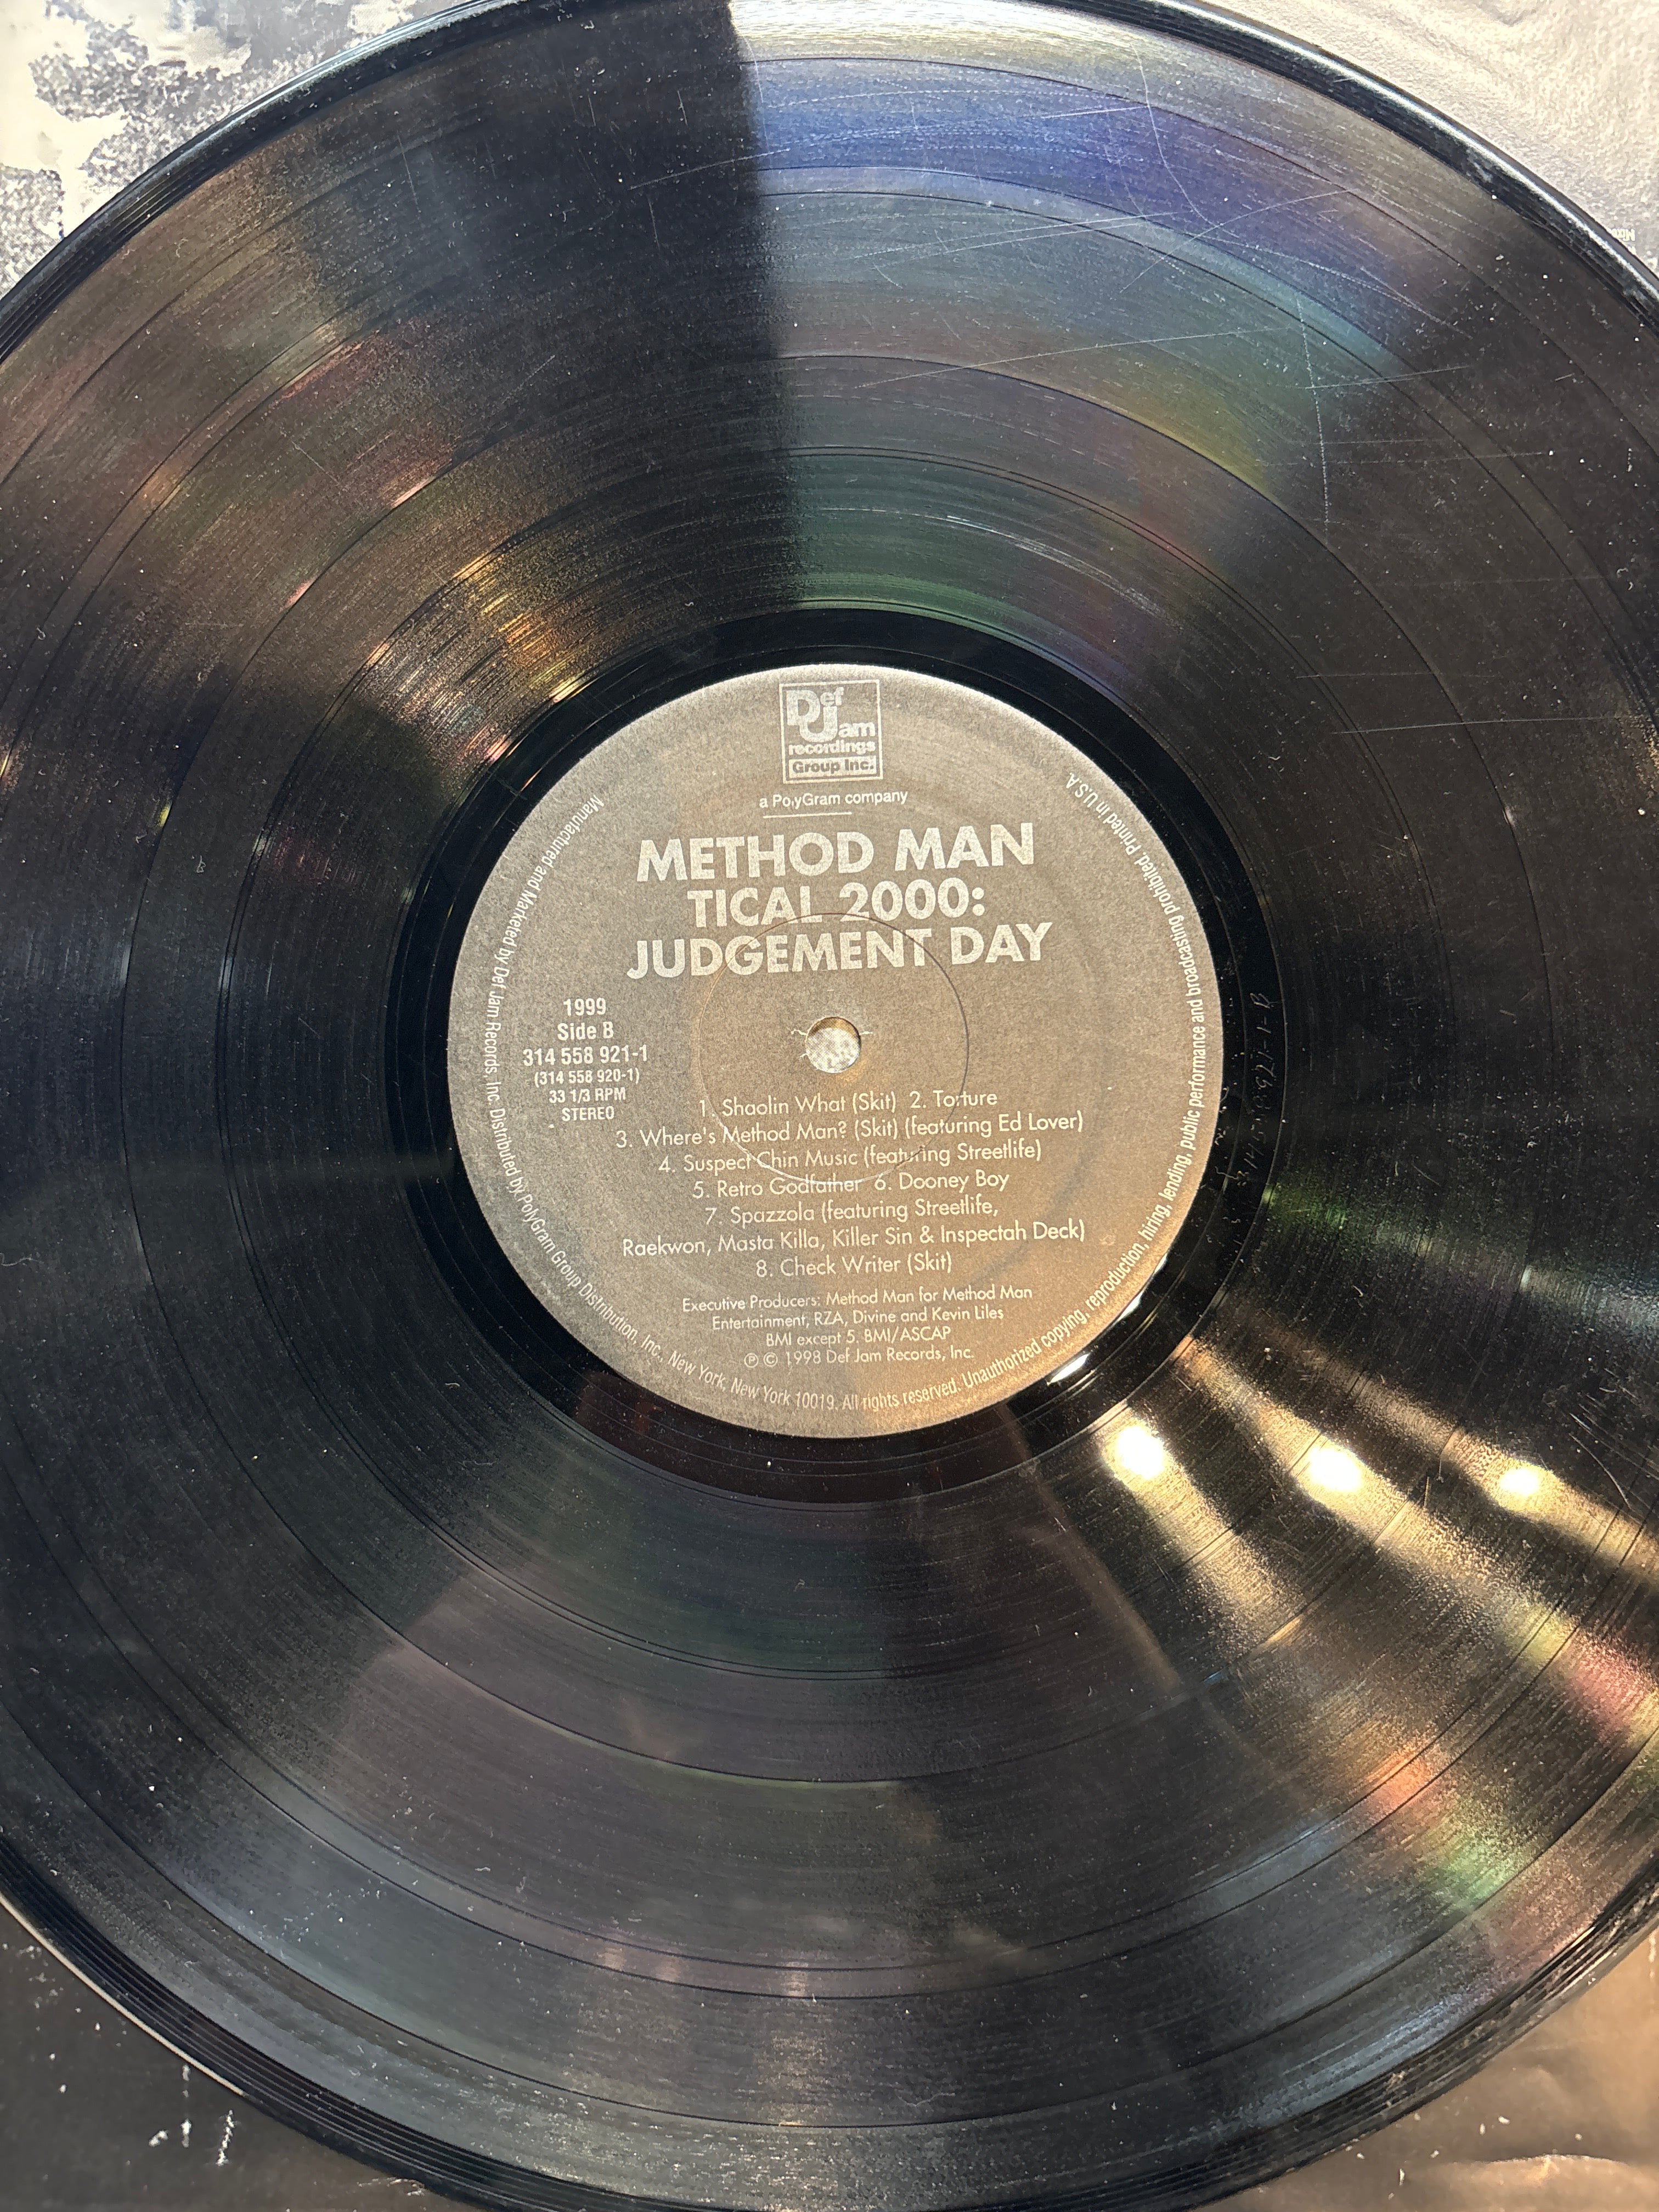 Def Jam
recordings
Group Inc.
a PolyGram company
METHOD MAN
TICAL 2000:
JUDGEMENT DAY
1999
Side B
314 558 921-1
(314 558 920-1)
33 1/3 RPM
STEREO
1. Shaolin What (Skit) 2. Torture
3. Where's Method Man? (Skit) (featuring Ed Lover)
4. Suspect Chin Music (featuring Streetlife)
5. Retro Godfather 6. Dooney Boy
7. Spazzola (featuring Streetlife,
Raekwon, Masta Killa, Killer Sin & Inspectah Deck)
8. Check Writer (Skit)
Executive Producers: Method Man for Method Man
Entertainment, RZA, Divine and Kevin Liles
BMI except 5. BMI/ASCAP
℗ © 1998 Def Jam Records, Inc.
Manufactured and Marketed by Def Jam Records, Inc. Distributed by PolyGram Group Distribution, Inc., New York, New York 10019. All rights reserved. Unauthorized copying, reproduction, hiring, lending, public performance and broadcasting prohibited. Printed in U.S.A.